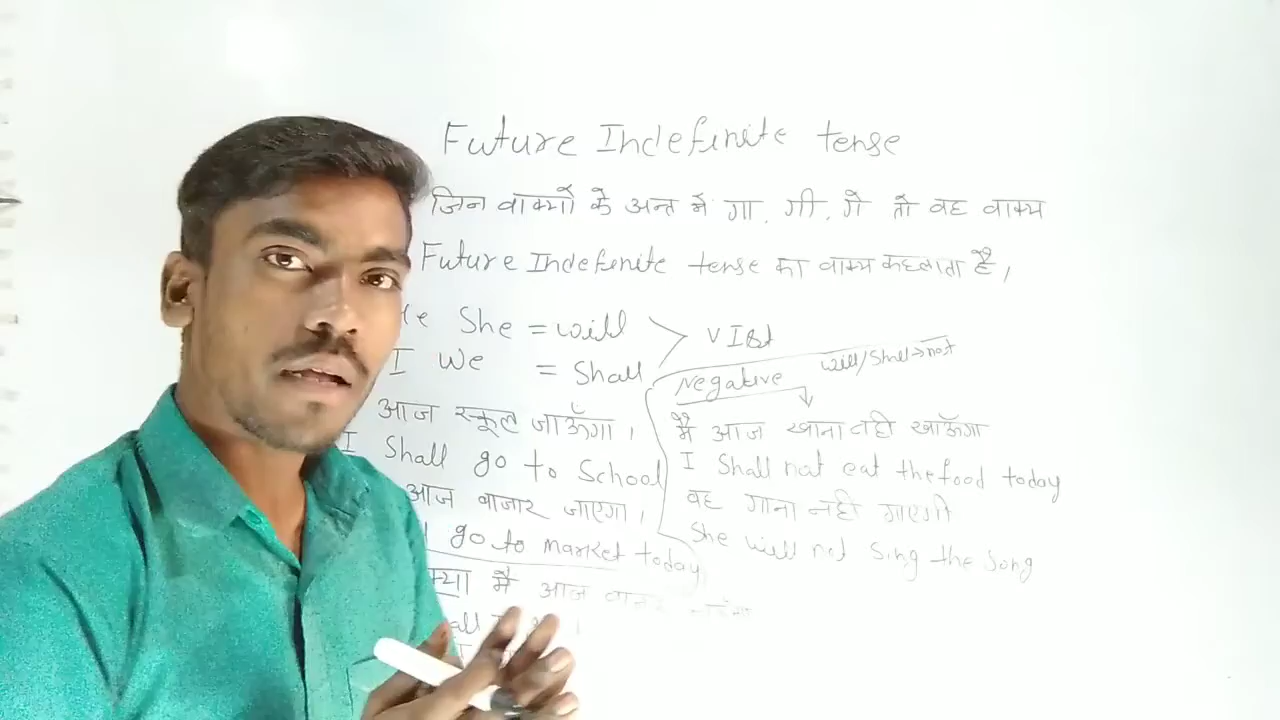 Future Indefinite tense
जिन वाक्यों के अन्त में गा, गी, गे तो वह वाक्य
Future Indefinite tense का वाक्य कहलाता है।
She = will
I We = Shall
V Ist
आज स्कूल जाऊँगा।
I Shall go to School
आज बाजार जाएगा।
go to market today
क्या मैं आज
Negative will/Shall → not
मैं आज खाना नही खाऊँगा
I Shall not eat the food today
वह गाना नही गाएगी
She will not Sing the Song